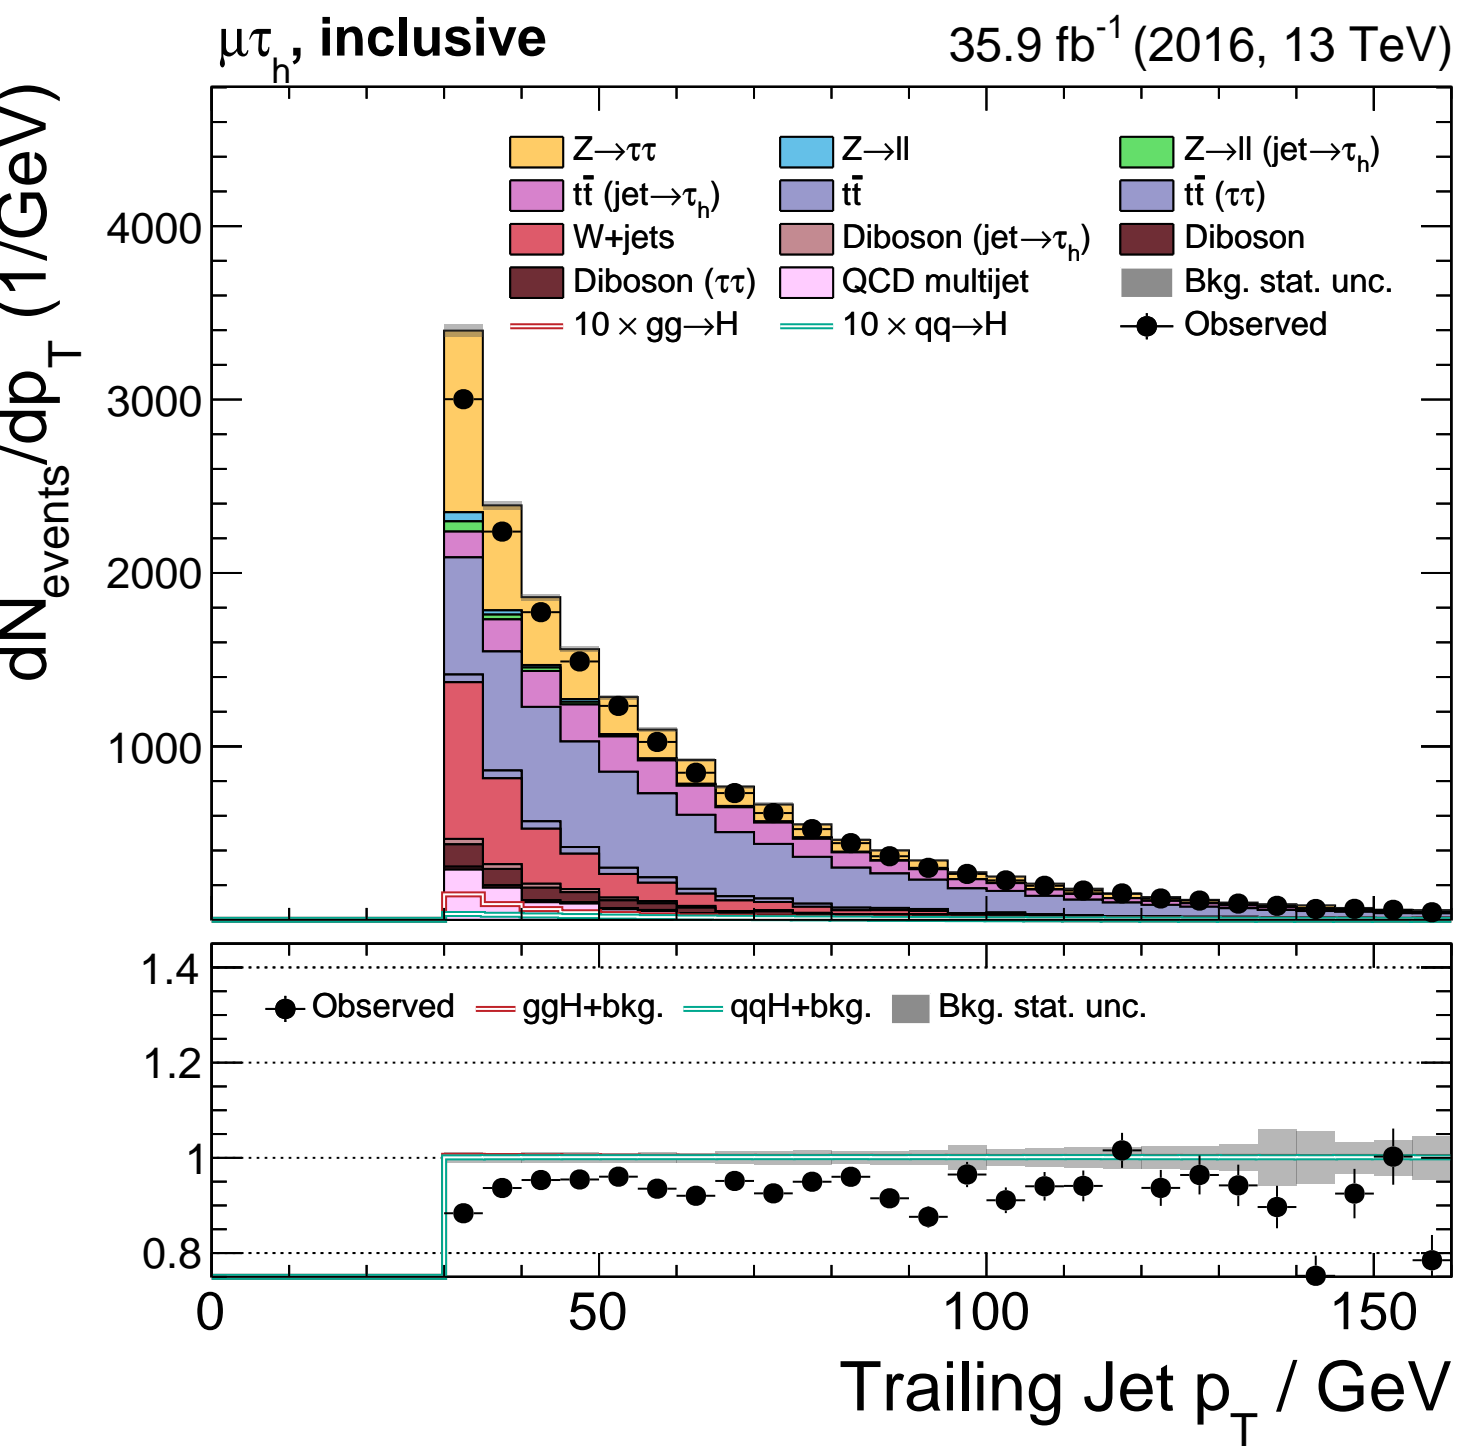 μτh, inclusive 35.9 fb-1 (2016, 13 TeV)
dNevents/dpT (1/GeV)
4000
3000
2000
1000
Z→ττ Z→ll Z→ll (jet→τh)
tt̄ (jet→τh) tt̄ tt̄ (ττ)
W+jets Diboson (jet→τh) Diboson
Diboson (ττ) QCD multijet Bkg. stat. unc.
10 × gg→H 10 × qq→H Observed
1.4
1.2
1
0.8
Observed ggH+bkg. qqH+bkg. Bkg. stat. unc.
0 50 100 150
Trailing Jet pT / GeV